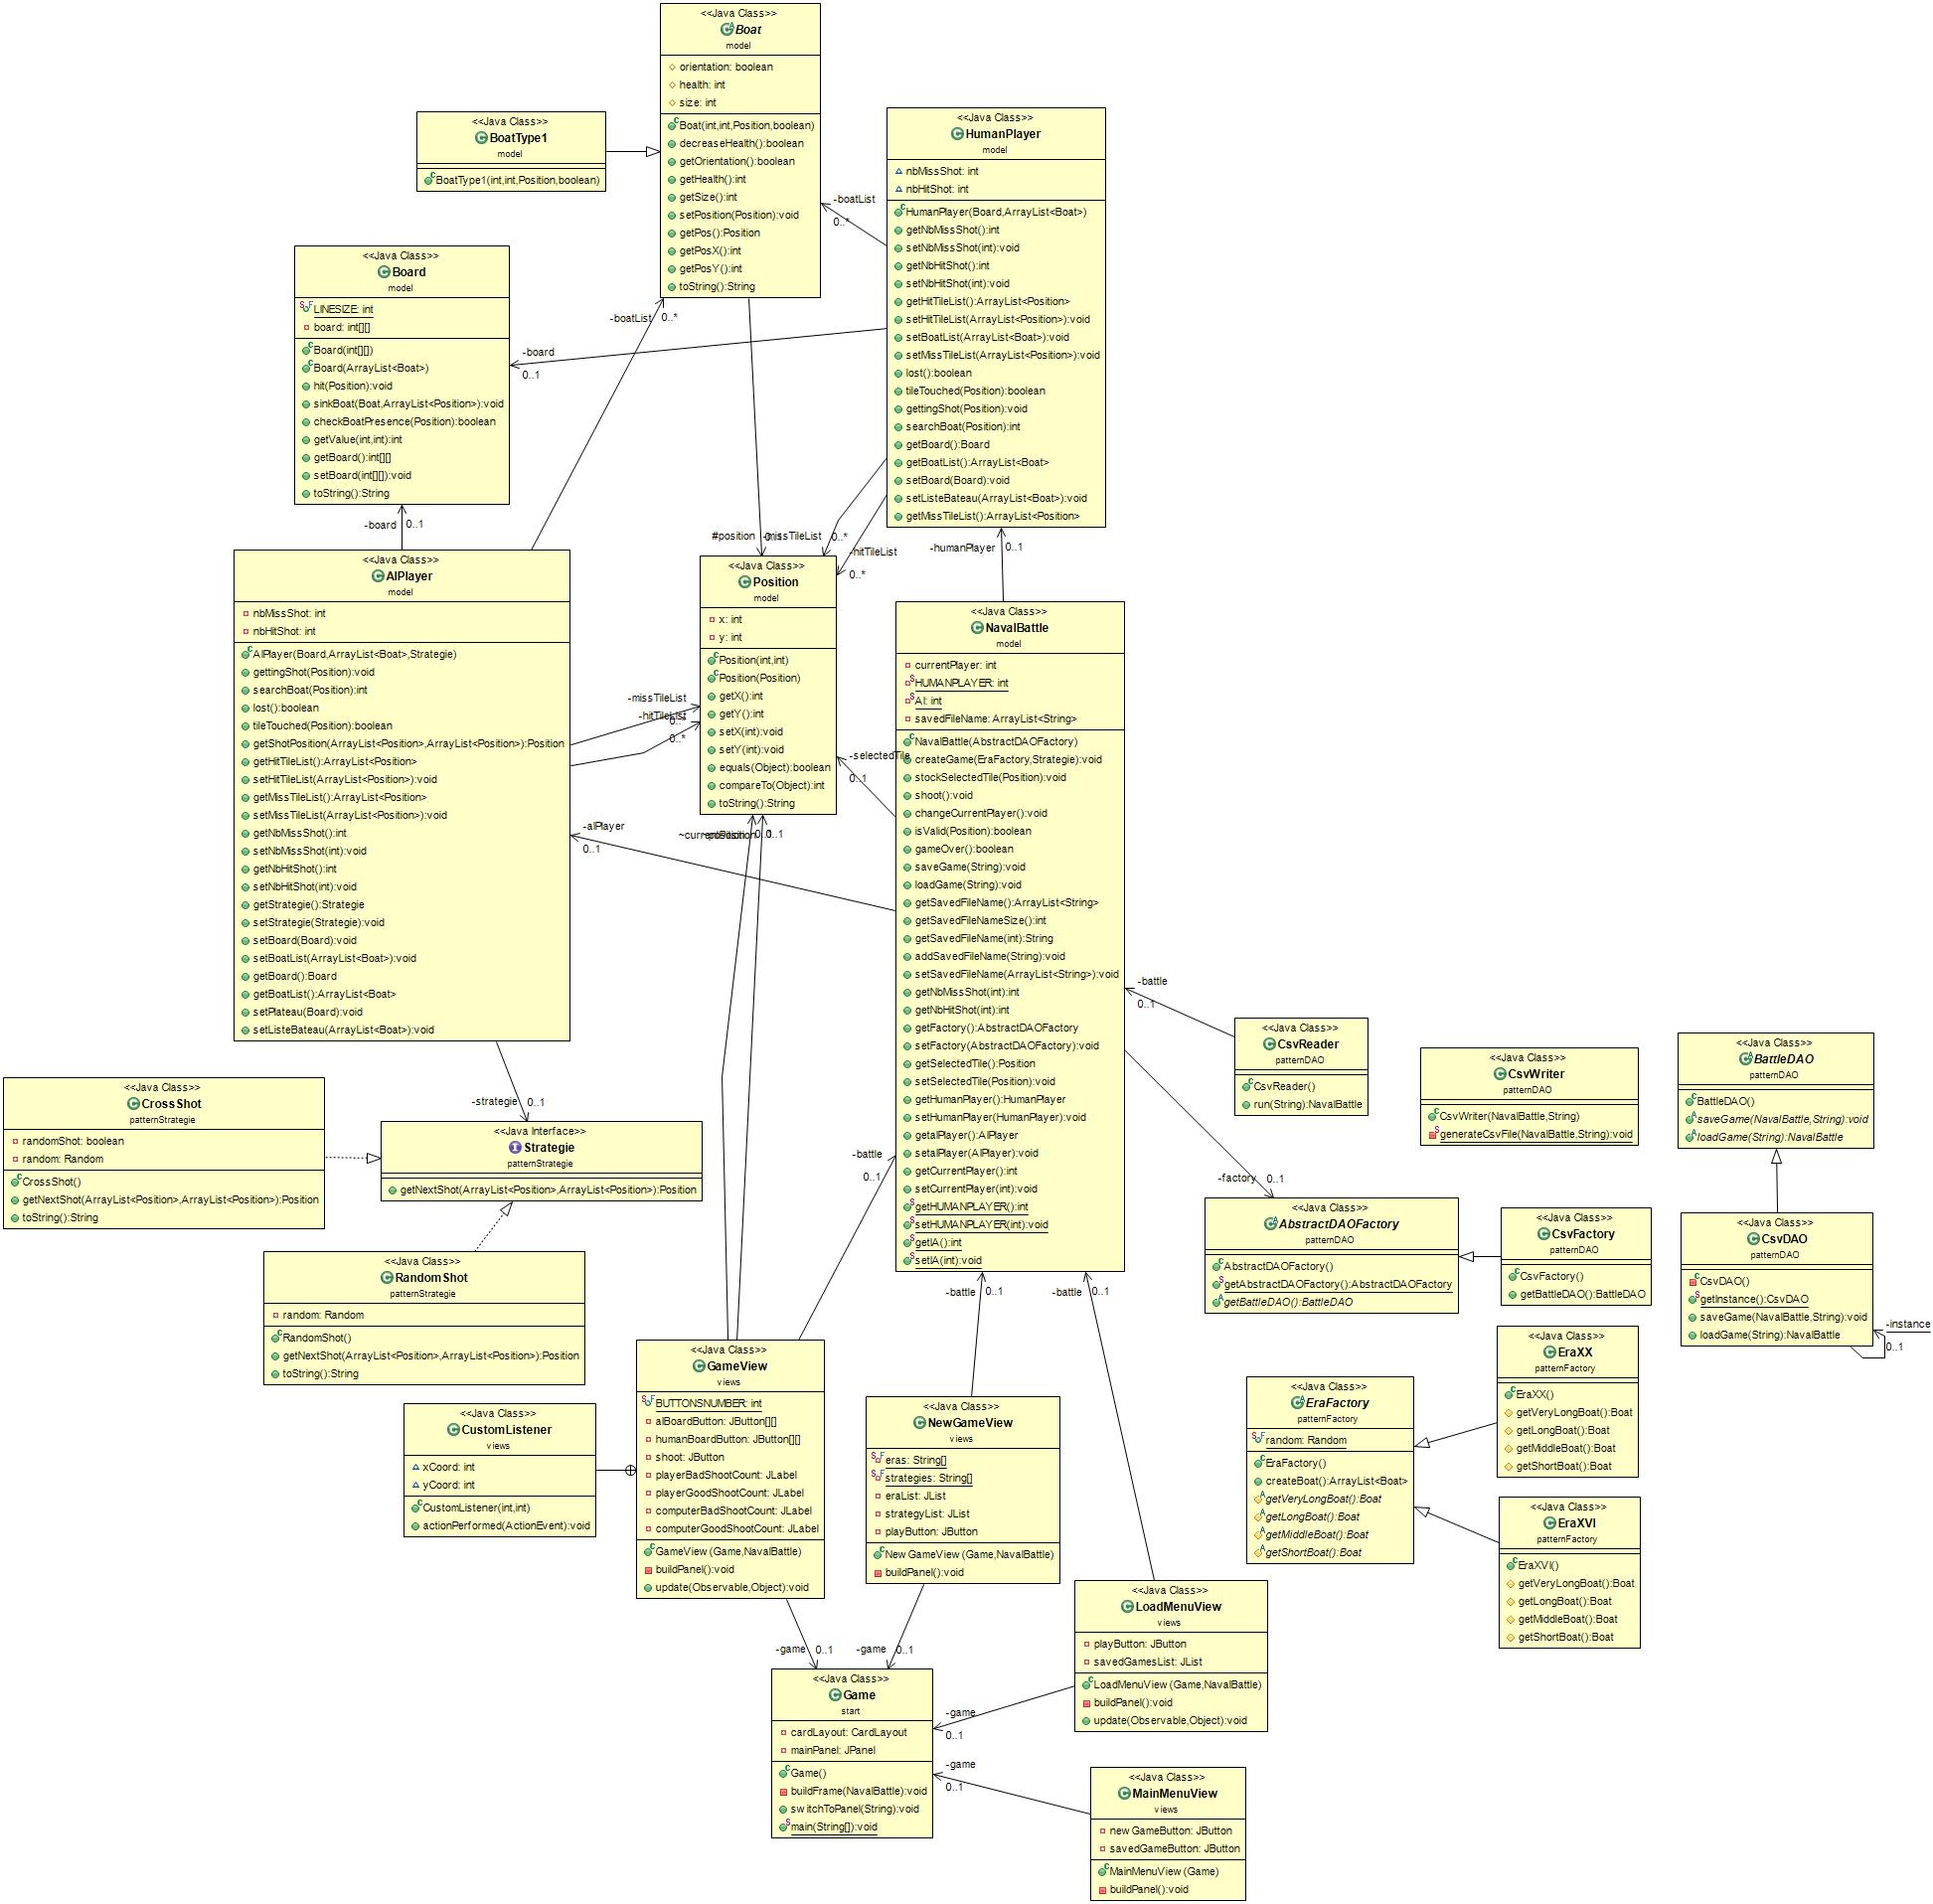 <<Java Class>>
Boat
model
orientation: boolean
health: int
size: int
Boat(int,int,Position,boolean)
decreaseHealth():boolean
getOrientation():boolean
getHealth():int
getSize():int
setPosition(Position):void
getPos():Position
getPosX():int
getPosY():int
toString():String
<<Java Class>>
BoatType1
model
BoatType1(int,int,Position,boolean)
<<Java Class>>
HumanPlayer
model
nbMissShot: int
nbHitShot: int
HumanPlayer(Board,ArrayList<Boat>)
getNbMissShot():int
setNbMissShot(int):void
getNbHitShot():int
setNbHitShot(int):void
getHitTileList():ArrayList<Position>
setHitTileList(ArrayList<Position>):void
setBoatList(ArrayList<Boat>):void
setMissTileList(ArrayList<Position>):void
lost():boolean
tileTouched(Position):boolean
gettingShot(Position):void
searchBoat(Position):int
getBoard():Board
getBoatList():ArrayList<Boat>
setBoard(Board):void
setListeBateau(ArrayList<Boat>):void
getMissTileList():ArrayList<Position>
-boatList
0..*
<<Java Class>>
Board
model
LINESIZE: int
board: int[][]
Board(int[][])
Board(ArrayList<Boat>)
hit(Position):void
sinkBoat(Boat,ArrayList<Position>):void
checkBoatPresence(Position):boolean
getValue(int,int):int
getBoard():int[][]
setBoard(int[][]):void
toString():String
-boatList
0..*
-board
0..1
-board
0..1
#position
-missTileList
0..*
-hitTileList
0..*
-humanPlayer
0..1
<<Java Class>>
AIPlayer
model
nbMissShot: int
nbHitShot: int
AIPlayer(Board,ArrayList<Boat>,Strategie)
gettingShot(Position):void
searchBoat(Position):int
lost():boolean
tileTouched(Position):boolean
getShotPosition(ArrayList<Position>,ArrayList<Position>):Position
getHitTileList():ArrayList<Position>
setHitTileList(ArrayList<Position>):void
getMissTileList():ArrayList<Position>
setMissTileList(ArrayList<Position>):void
getNbMissShot():int
setNbMissShot(int):void
getNbHitShot():int
setNbHitShot(int):void
getStrategie():Strategie
setStrategie(Strategie):void
setBoard(Board):void
setBoatList(ArrayList<Boat>):void
getBoard():Board
getBoatList():ArrayList<Boat>
setPlateau(Board):void
setListeBateau(ArrayList<Boat>):void
<<Java Class>>
Position
model
x: int
y: int
Position(int,int)
Position(Position)
getX():int
getY():int
setX(int):void
setY(int):void
equals(Object):boolean
compareTo(Object):int
toString():String
-missTileList
-hitTileList
0..*
-selectedTile
0..1
-aIPlayer
0..1
0..1
<<Java Class>>
NavalBattle
model
currentPlayer: int
HUMANPLAYER: int
AI: int
savedFileName: ArrayList<String>
NavalBattle(AbstractDAOFactory)
createGame(EraFactory,Strategie):void
stockSelectedTile(Position):void
shoot():void
changeCurrentPlayer():void
isValid(Position):boolean
gameOver():boolean
saveGame(String):void
loadGame(String):void
getSavedFileName():ArrayList<String>
getSavedFileNameSize():int
getSavedFileName(int):String
addSavedFileName(String):void
setSavedFileName(ArrayList<String>):void
getNbMissShot(int):int
getNbHitShot(int):int
getFactory():AbstractDAOFactory
setFactory(AbstractDAOFactory):void
getSelectedTile():Position
setSelectedTile(Position):void
getHumanPlayer():HumanPlayer
setHumanPlayer(HumanPlayer):void
getaIPlayer():AIPlayer
setaIPlayer(AIPlayer):void
getCurrentPlayer():int
setCurrentPlayer(int):void
getHUMANPLAYER():int
setHUMANPLAYER(int):void
getIA():int
setIA(int):void
-battle
0..1
<<Java Class>>
CsvReader
patternDAO
CsvReader()
run(String):NavalBattle
<<Java Class>>
CsvWriter
patternDAO
CsvWriter(NavalBattle,String)
generateCsvFile(NavalBattle,String):void
<<Java Class>>
BattleDAO
patternDAO
BattleDAO()
saveGame(NavalBattle,String):void
loadGame(String):NavalBattle
<<Java Class>>
CrossShot
patternStrategie
randomShot: boolean
random: Random
CrossShot()
getNextShot(ArrayList<Position>,ArrayList<Position>):Position
toString():String
-strategie
0..1
<<Java Interface>>
Strategie
patternStrategie
getNextShot(ArrayList<Position>,ArrayList<Position>):Position
-battle
0..1
-factory
0..1
<<Java Class>>
AbstractDAOFactory
patternDAO
AbstractDAOFactory()
getAbstractDAOFactory():AbstractDAOFactory
getBattleDAO():BattleDAO
<<Java Class>>
CsvFactory
patternDAO
CsvFactory()
getBattleDAO():BattleDAO
<<Java Class>>
CsvDAO
patternDAO
CsvDAO()
getInstance():CsvDAO
saveGame(NavalBattle,String):void
loadGame(String):NavalBattle
-instance
0..1
<<Java Class>>
RandomShot
patternStrategie
random: Random
RandomShot()
getNextShot(ArrayList<Position>,ArrayList<Position>):Position
toString():String
-battle
0..1
-battle
0..1
<<Java Class>>
GameView
views
BUTTONSNUMBER: int
aIBoardButton: JButton[][]
humanBoardButton: JButton[][]
shoot: JButton
playerBadShootCount: JLabel
playerGoodShootCount: JLabel
computerBadShootCount: JLabel
computerGoodShootCount: JLabel
GameView(Game,NavalBattle)
buildPanel():void
update(Observable,Object):void
<<Java Class>>
CustomListener
views
xCoord: int
yCoord: int
CustomListener(int,int)
actionPerformed(ActionEvent):void
<<Java Class>>
NewGameView
views
eras: String[]
strategies: String[]
eraList: JList
strategyList: JList
playButton: JButton
NewGameView(Game,NavalBattle)
buildPanel():void
<<Java Class>>
EraFactory
patternFactory
random: Random
EraFactory()
createBoat():ArrayList<Boat>
getVeryLongBoat():Boat
getLongBoat():Boat
getMiddleBoat():Boat
getShortBoat():Boat
<<Java Class>>
EraXX
patternFactory
EraXX()
getVeryLongBoat():Boat
getLongBoat():Boat
getMiddleBoat():Boat
getShortBoat():Boat
<<Java Class>>
EraXVI
patternFactory
EraXVI()
getVeryLongBoat():Boat
getLongBoat():Boat
getMiddleBoat():Boat
getShortBoat():Boat
<<Java Class>>
LoadMenuView
views
playButton: JButton
savedGamesList: JList
LoadMenuView(Game,NavalBattle)
buildPanel():void
update(Observable,Object):void
-game
0..1
-game
0..1
<<Java Class>>
Game
start
cardLayout: CardLayout
mainPanel: JPanel
Game()
buildFrame(NavalBattle):void
switchToPanel(String):void
main(String[]):void
-game
0..1
-game
0..1
<<Java Class>>
MainMenuView
views
newGameButton: JButton
savedGameButton: JButton
MainMenuView(Game)
buildPanel():void